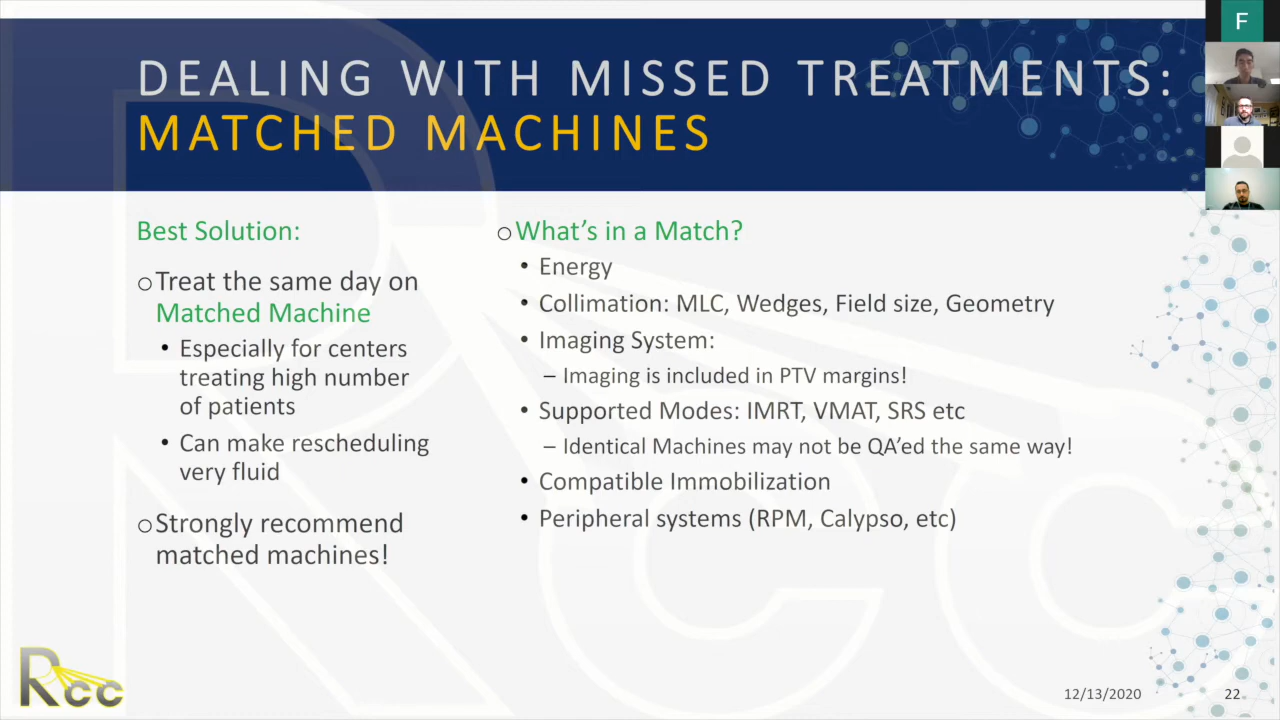 DEALING WITH MISSED TREATMENTS:
MATCHED MACHINES
Best Solution:
oTreat the same day on
Matched Machine
• Especially for centers
treating high number
of patients
• Can make rescheduling
very fluid
oStrongly recommend
matched machines!
oWhat’s in a Match?
• Energy
• Collimation: MLC, Wedges, Field size, Geometry
• Imaging System:
– Imaging is included in PTV margins!
• Supported Modes: IMRT, VMAT, SRS etc
– Identical Machines may not be QA’ed the same way!
• Compatible Immobilization
• Peripheral systems (RPM, Calypso, etc)
Rcc
12/13/2020
22
F